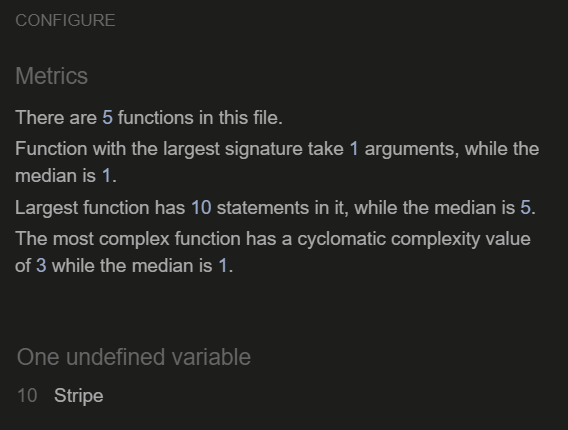 CONFIGURE
Metrics
There are 5 functions in this file.
Function with the largest signature take 1 arguments, while the
median is 1.
Largest function has 10 statements in it, while the median is 5.
The most complex function has a cyclomatic complexity value
of 3 while the median is 1.
One undefined variable
10 Stripe